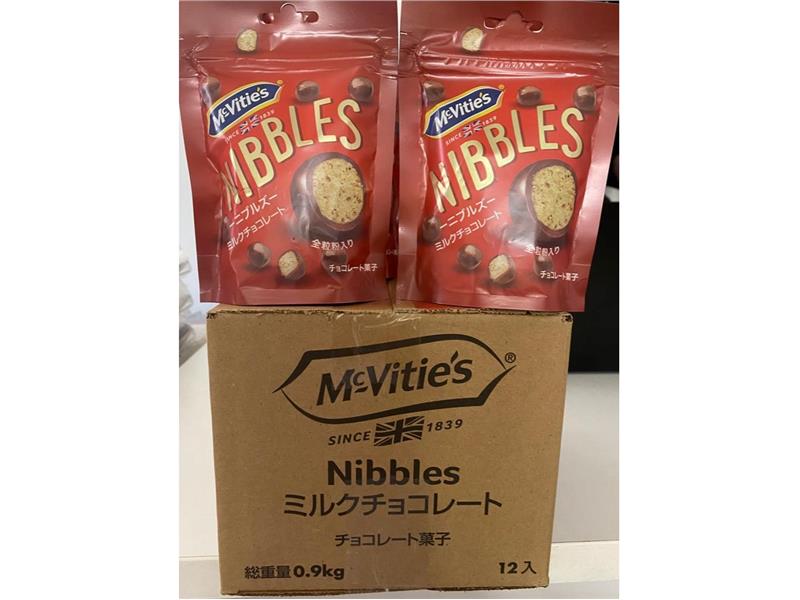 McVitie's
SINCE 1839
NIBBLES
ーニブルズー
ミルクチョコレート
全粒粉入り
チョコレート菓子
McVitie's
SINCE 1839
NIBBLES
ーニブルズー
ミルクチョコレート
全粒粉入り
チョコレート菓子
McVitie's®
SINCE 1839
Nibbles
ミルクチョコレート
チョコレート菓子
総重量0.9kg 12入